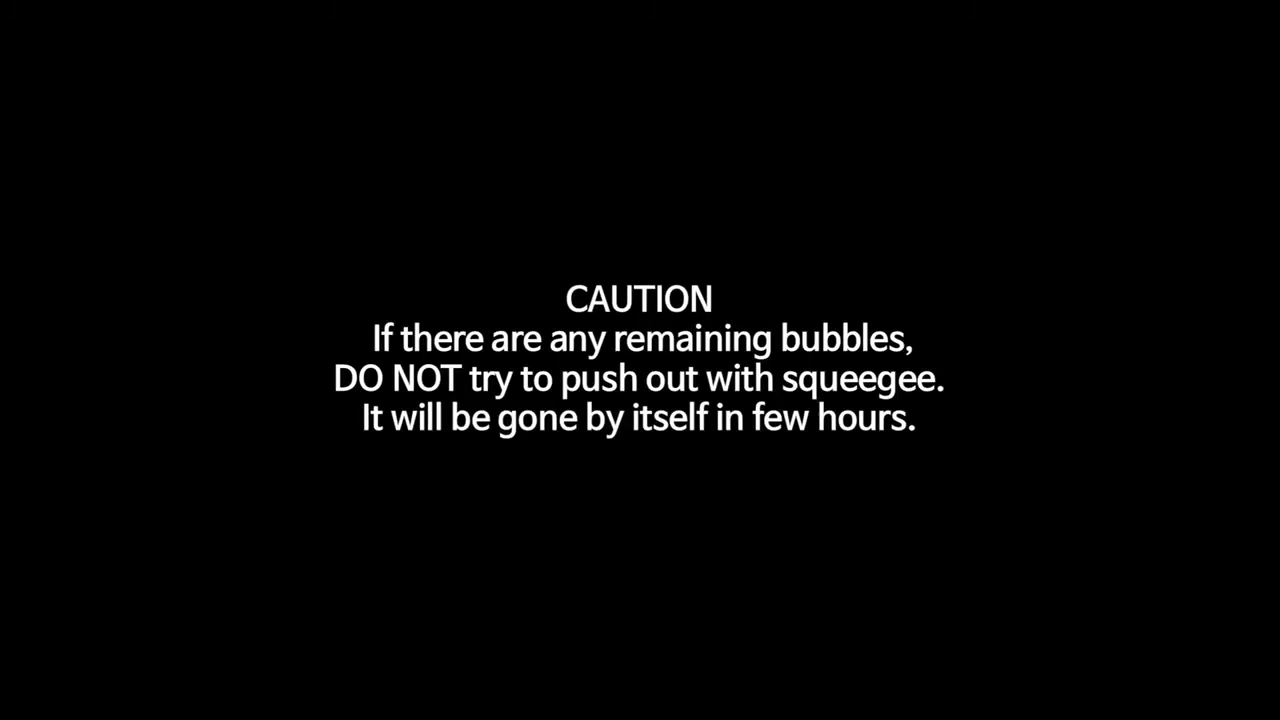 CAUTION
If there are any remaining bubbles,
DO NOT try to push out with squeegee.
It will be gone by itself in few hours.